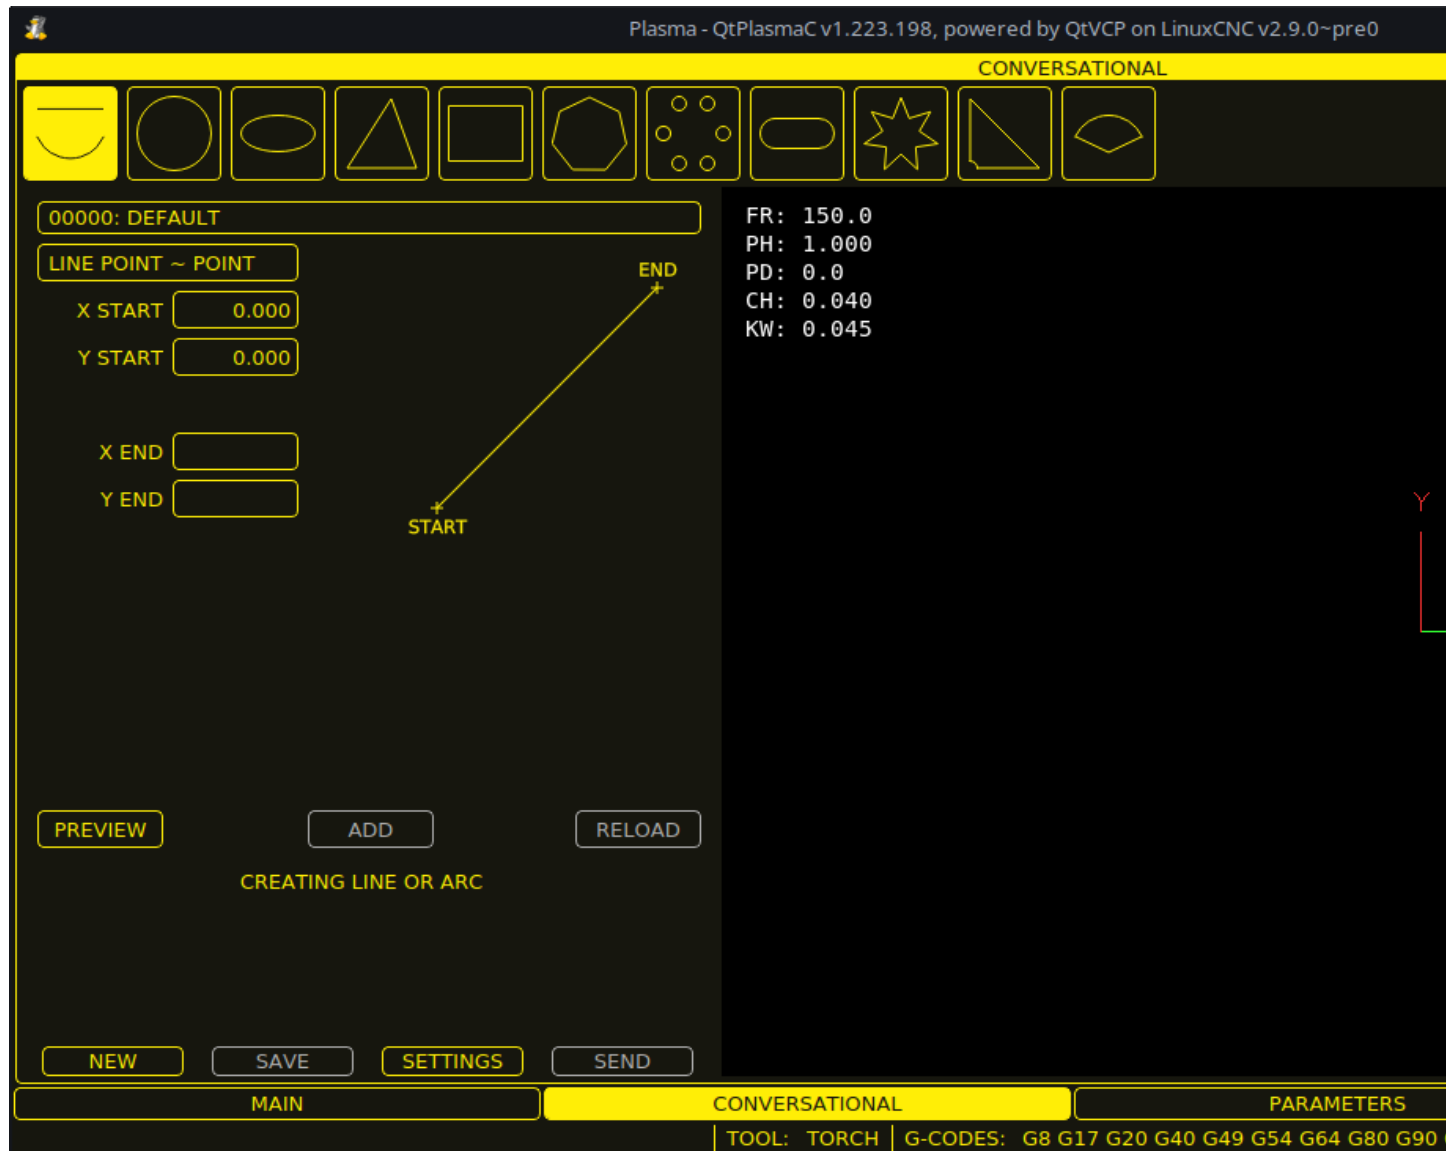 Plasma - QtPlasmaC v1.223.198, powered by QtVCP on LinuxCNC v2.9.0~pre0
CONVERSATIONAL
00000: DEFAULT
LINE POINT ~ POINT
X START 0.000
Y START 0.000
X END
Y END
END
START
FR: 150.0
PH: 1.000
PD: 0.0
CH: 0.040
KW: 0.045
Y
PREVIEW ADD RELOAD
CREATING LINE OR ARC
NEW SAVE SETTINGS SEND
MAIN CONVERSATIONAL PARAMETERS
TOOL: TORCH G-CODES: G8 G17 G20 G40 G49 G54 G64 G80 G90